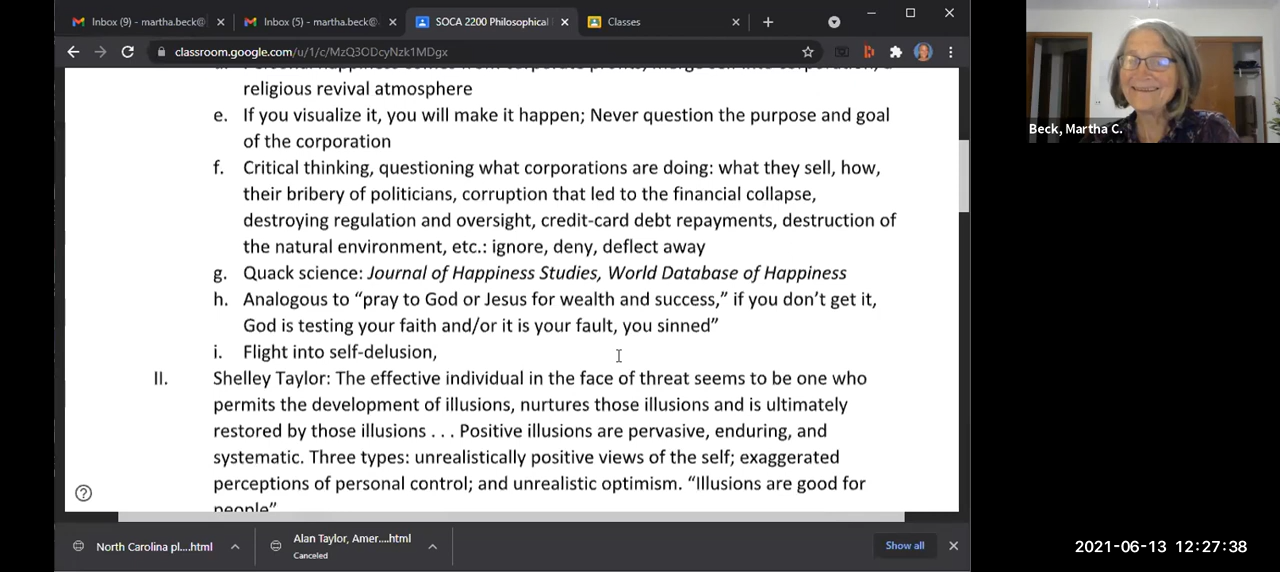 Inbox (9) - martha.beck@
Inbox (5) - martha.beck@
SOCA 2200 Philosophical
Classes
classroom.google.com/u/1/c/MzQ3ODcyNzk1MDgx
religious revival atmosphere
e. If you visualize it, you will make it happen; Never question the purpose and goal
of the corporation
f. Critical thinking, questioning what corporations are doing: what they sell, how,
their bribery of politicians, corruption that led to the financial collapse,
destroying regulation and oversight, credit-card debt repayments, destruction of
the natural environment, etc.: ignore, deny, deflect away
g. Quack science: Journal of Happiness Studies, World Database of Happiness
h. Analogous to “pray to God or Jesus for wealth and success,” if you don’t get it,
God is testing your faith and/or it is your fault, you sinned”
i. Flight into self-delusion,
II. Shelley Taylor: The effective individual in the face of threat seems to be one who
permits the development of illusions, nurtures those illusions and is ultimately
restored by those illusions . . . Positive illusions are pervasive, enduring, and
systematic. Three types: unrealistically positive views of the self; exaggerated
perceptions of personal control; and unrealistic optimism. “Illusions are good for
people”
North Carolina pl....html
Alan Taylor, Amer....html
Canceled
Show all
Beck, Martha C.
2021-06-13 12:27:38